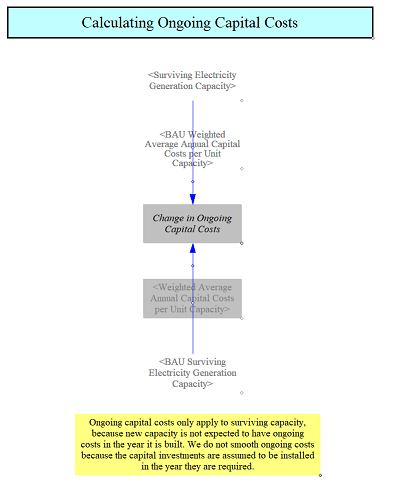 Calculating Ongoing Capital Costs
<Surviving Electricity
Generation Capacity>
<BAU Weighted
Average Annual Capital
Costs per Unit
Capacity>
Change in Ongoing
Capital Costs
<Weighted Average
Annual Capital Costs
per Unit Capacity>
<BAU Surviving
Electricity Generation
Capacity>
Ongoing capital costs only apply to surviving capacity,
because new capacity is not expected to have ongoing
costs in the year it is built. We do not smooth ongoing costs
because the capital investments are assumed to be installed
in the year they are required.